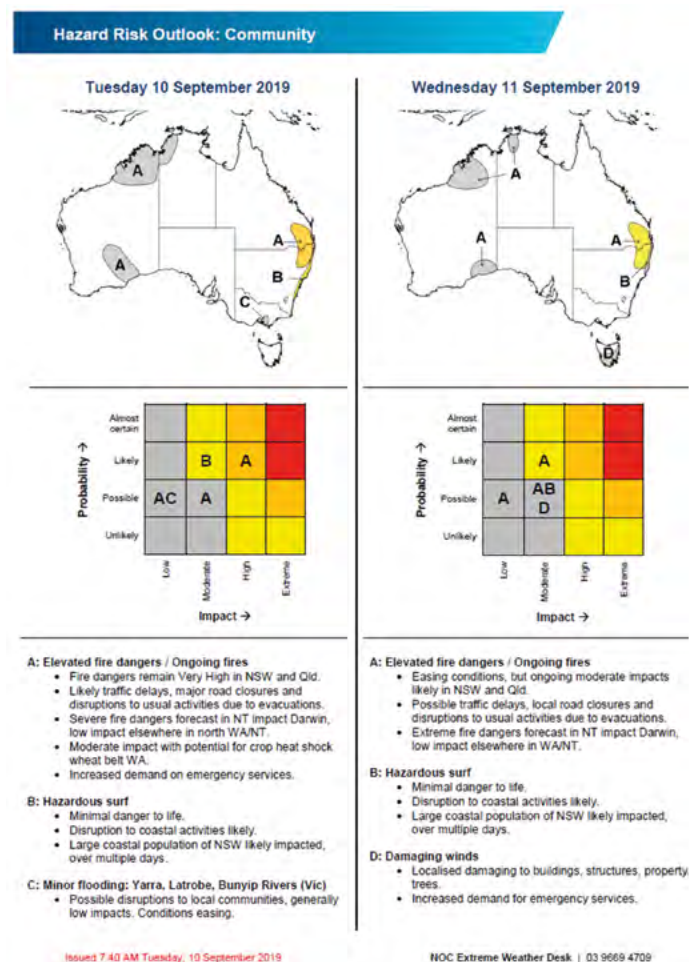 Hazard Risk Outlook: Community
Tuesday 10 September 2019
A
A
A
B
C
Probability →
Almost certain
Likely
Possible
Unlikely
B
A
AC
A
Low
Moderate
High
Extreme
Impact →
A: Elevated fire dangers / Ongoing fires
• Fire dangers remain Very High in NSW and Qld.
• Likely traffic delays, major road closures and
disruptions to usual activities due to evacuations.
• Severe fire dangers forecast in NT impact Darwin,
low impact elsewhere in north WA/NT.
• Moderate impact with potential for crop heat shock
wheat belt WA.
• Increased demand on emergency services.
B: Hazardous surf
• Minimal danger to life.
• Disruption to coastal activities likely.
• Large coastal population of NSW likely impacted,
over multiple days.
C: Minor flooding: Yarra, Latrobe, Bunyip Rivers (Vic)
• Possible disruptions to local communities, generally
low impacts. Conditions easing.
Issued 7:40 AM Tuesday, 10 September 2019
Wednesday 11 September 2019
A
A
A
B
D
Probability →
Almost certain
Likely
Possible
Unlikely
A
A
AB
D
Low
Moderate
High
Extreme
Impact →
A: Elevated fire dangers / Ongoing fires
• Easing conditions, but ongoing moderate impacts
likely in NSW and Qld.
• Possible traffic delays, local road closures and
disruptions to usual activities due to evacuations.
• Extreme fire dangers forecast in NT impact Darwin,
low impact elsewhere in WA/NT.
B: Hazardous surf
• Minimal danger to life.
• Disruption to coastal activities likely.
• Large coastal population of NSW likely impacted,
over multiple days.
D: Damaging winds
• Localised damaging to buildings, structures, property,
trees.
• Increased demand for emergency services.
NOC Extreme Weather Desk | 03 9669 4709